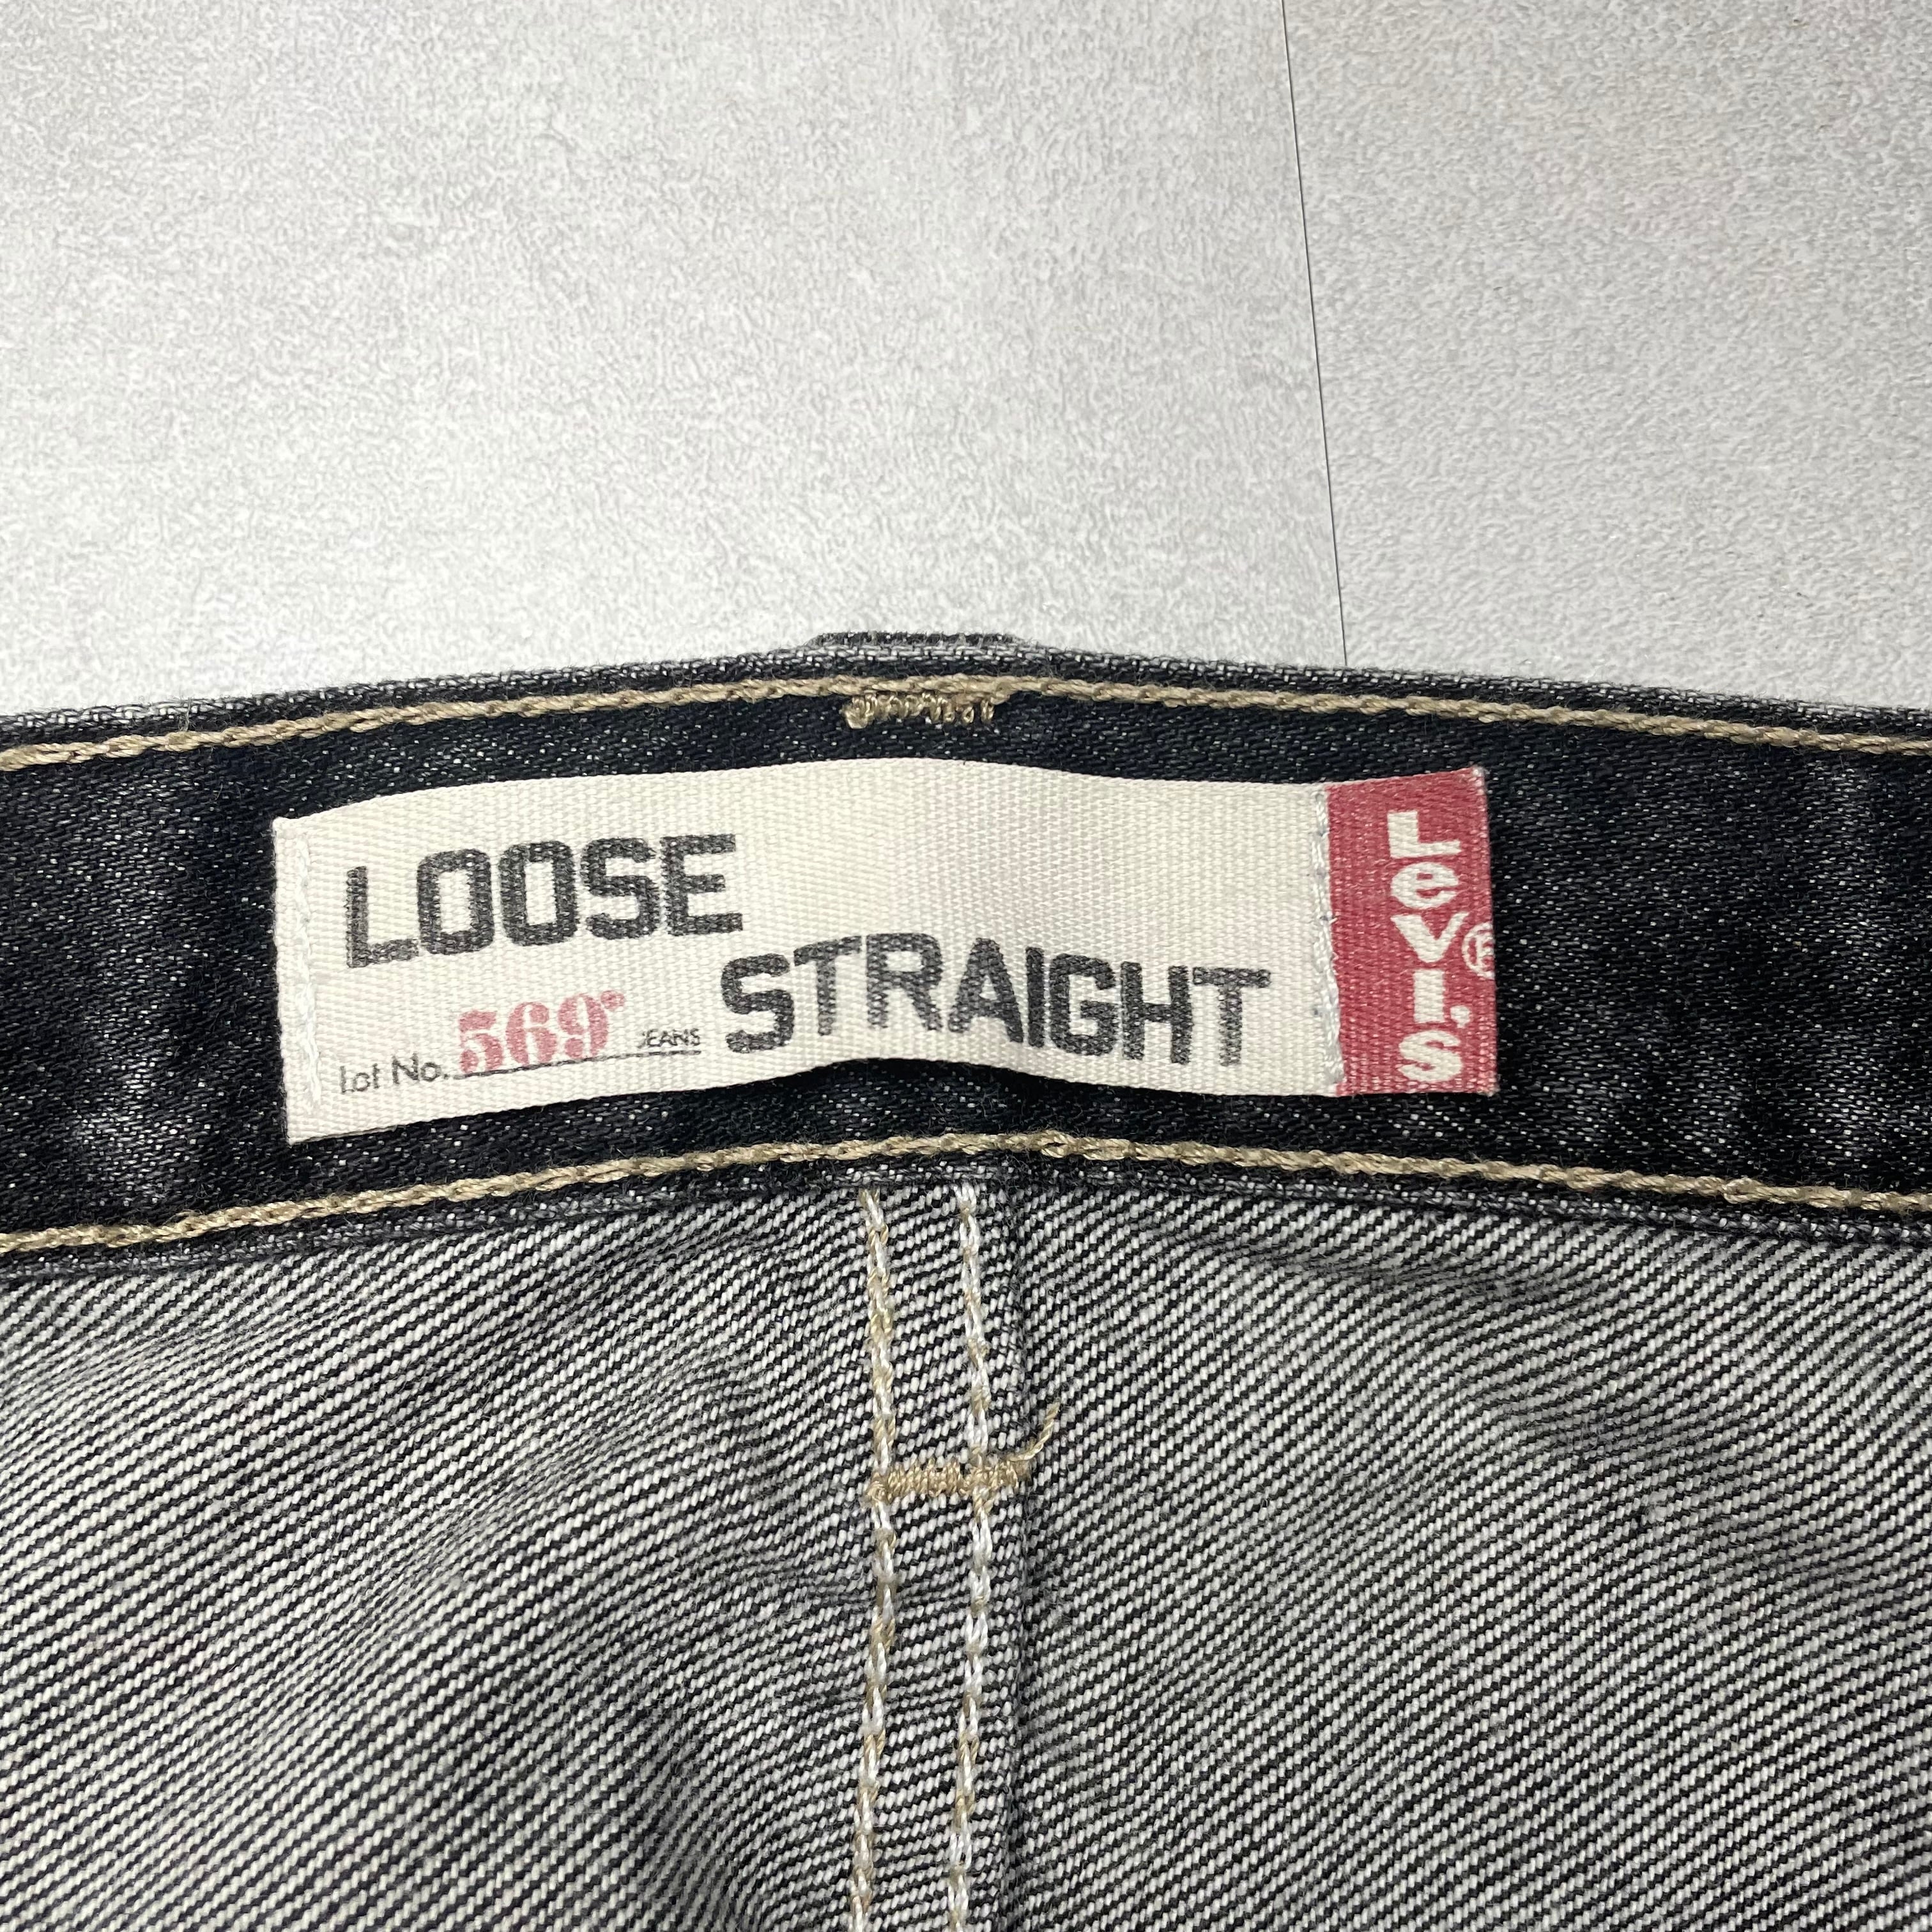 LOOSE
STRAIGHT
Lot No. 569® JEANS
Levi's®